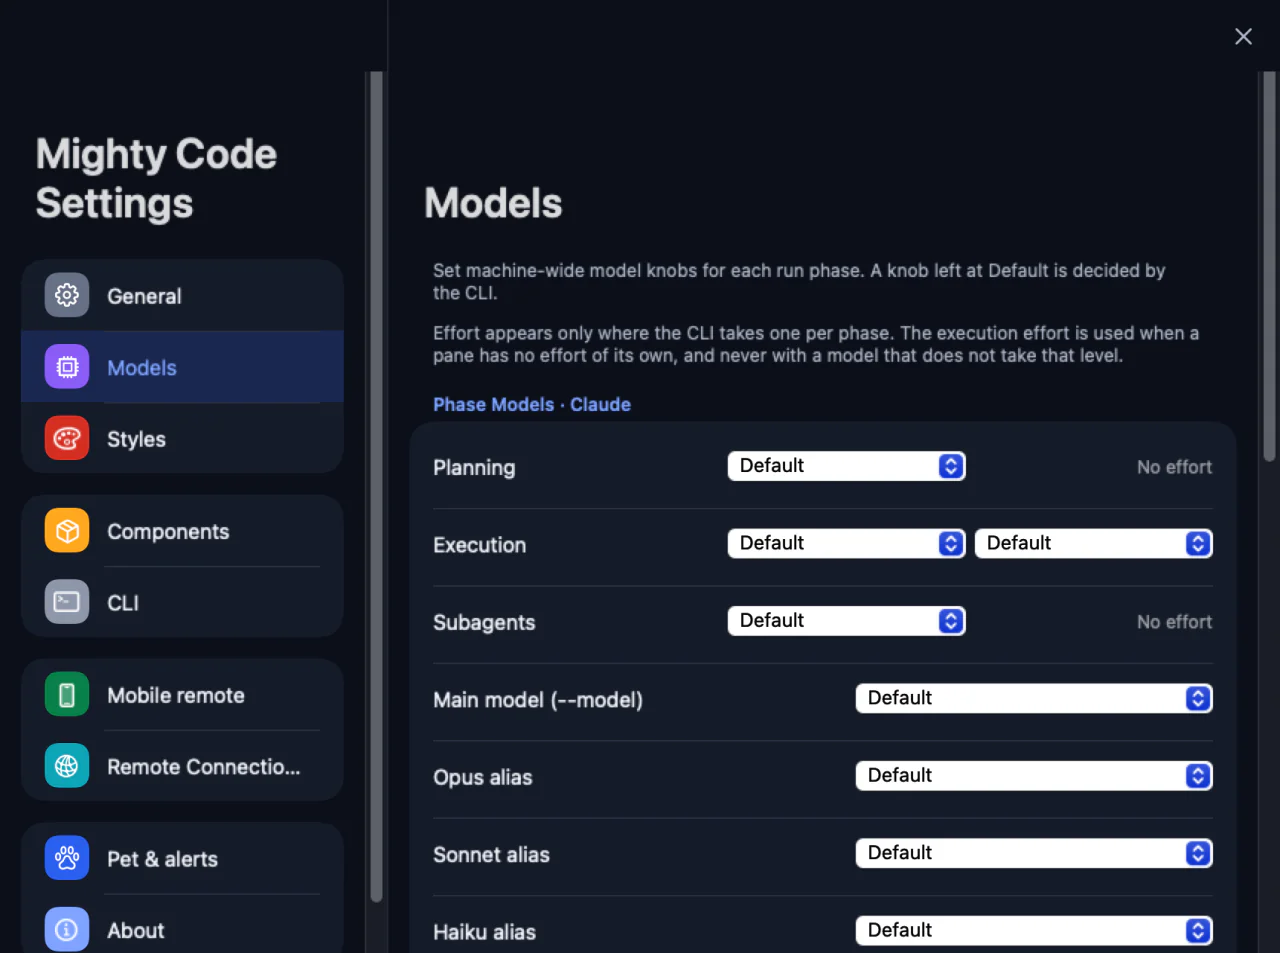 Mighty Code
Settings
General
Models
Styles
Components
CLI
Mobile remote
Remote Connectio...
Pet & alerts
About
Models
Set machine-wide model knobs for each run phase. A knob left at Default is decided by
the CLI.
Effort appears only where the CLI takes one per phase. The execution effort is used when a
pane has no effort of its own, and never with a model that does not take that level.
Phase Models · Claude
Planning Default No effort
Execution Default Default
Subagents Default No effort
Main model (--model) Default
Opus alias Default
Sonnet alias Default
Haiku alias Default